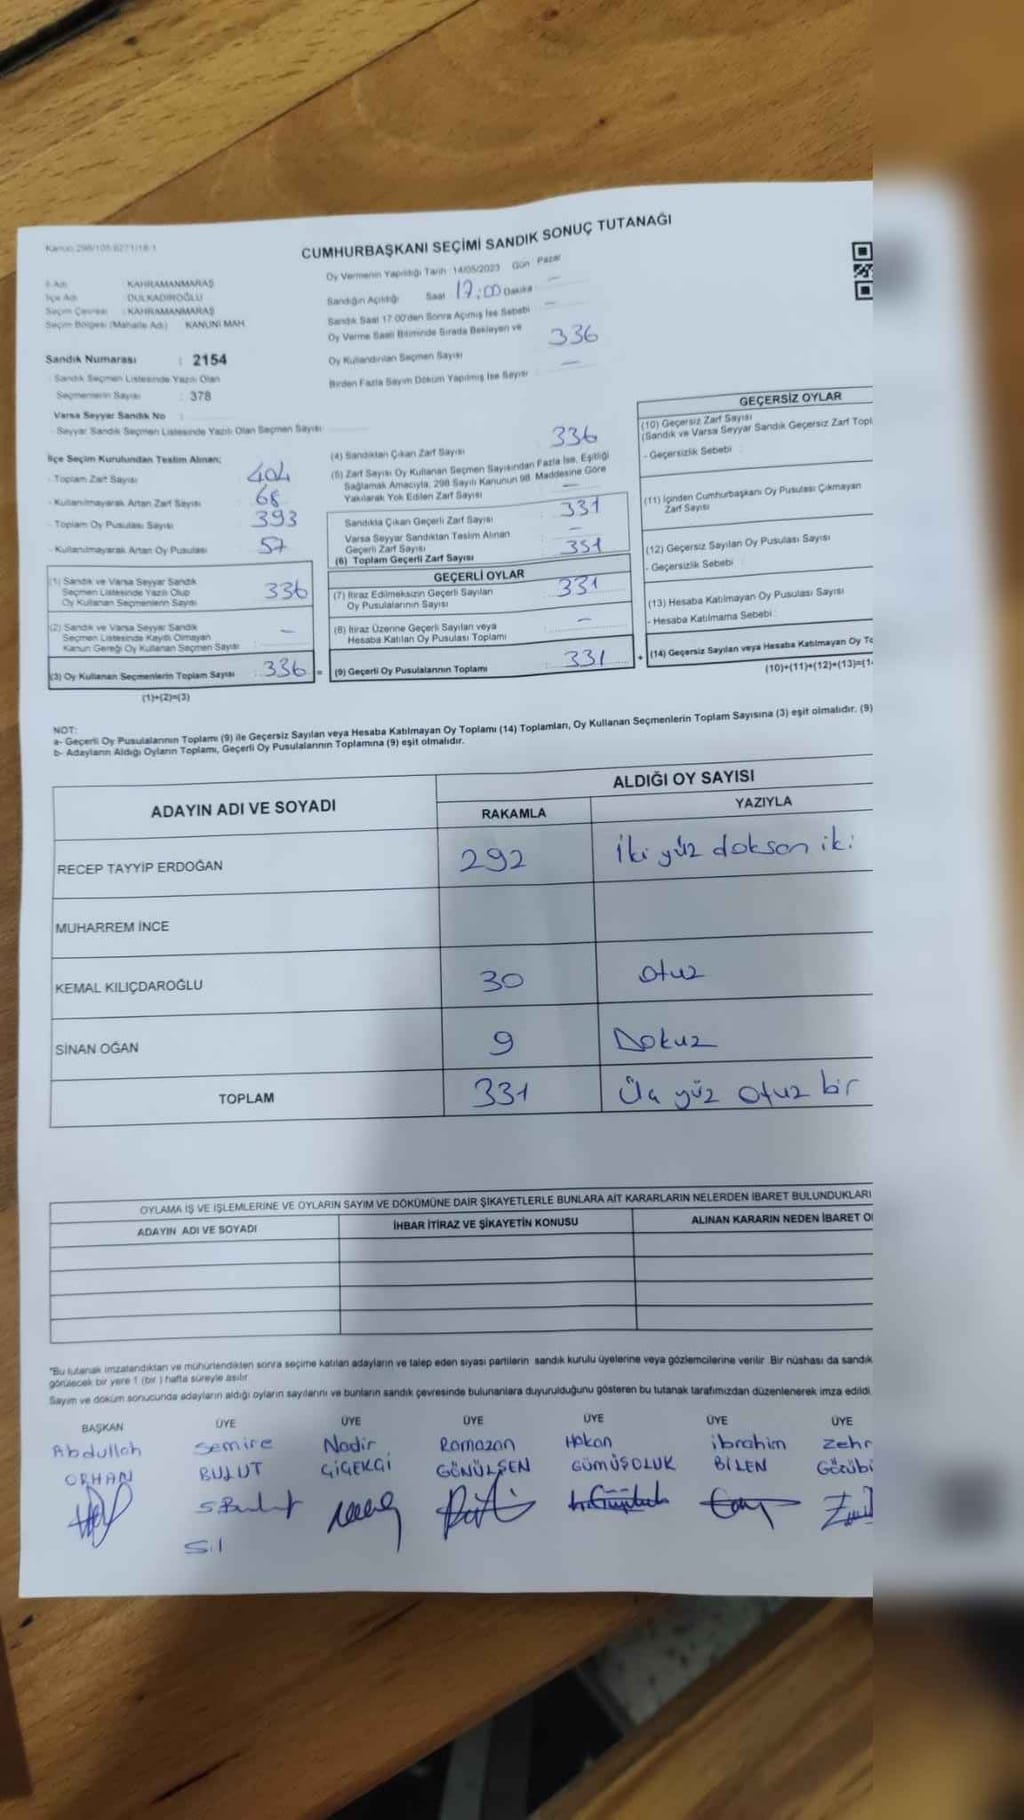 CUMHURBAŞKANI SEÇİMİ SANDIK SONUÇ TUTANAĞI
İl Adı KAHRAMANMARAŞ
İlçe Adı DULKADİROĞLU
Seçim Çevresi : KAHRAMANMARAŞ
Seçim Bölgesi (Mahalle Adı) KANUNİ MAH.
Oy Vermenin Yapıldığı Tarih 14/05/2023 Gün Pazar
Sandığın Açıldığı Saat 17:00 Dakika
Sandık Saat 17.00'den Sonra Açılmış İse Sebebi
Oy Verme Saati Bitiminde Sırada Bekleyen ve
Oy Kullandırılan Seçmen Sayısı 336
Birden Fazla Sayım Döküm Yapılmış İse Sayısı
Sandık Numarası : 2154
Sandık Seçmen Listesinde Yazılı Olan
Seçmenlerin Sayısı : 378
Varsa Seyyar Sandık No :
- Seyyar Sandık Seçmen Listesinde Yazılı Olan Seçmen Sayısı
İlçe Seçim Kurulundan Teslim Alınan;
- Toplam Zarf Sayısı 404
- Kullanılmayarak Artan Zarf Sayısı 68
- Toplam Oy Pusulası Sayısı 393
- Kullanılmayarak Artan Oy Pusulası 57
(1) Sandık ve Varsa Seyyar Sandık
Seçmen Listesinde Yazılı Olup
Oy Kullanan Seçmenlerin Sayısı 336
(2) Sandık ve Varsa Seyyar Sandık
Seçmen Listesinde Kayıtlı Olmayan
Kanun Gereği Oy Kullanan Seçmen Sayısı –
(3) Oy Kullanan Seçmenlerin Toplam Sayısı : 336 =
(1)+(2)=(3)
(4) Sandıktan Çıkan Zarf Sayısı 336
(5) Zarf Sayısı Oy Kullanan Seçmen Sayısından Fazla İse, Eşitliği
Sağlamak Amacıyla, 298 Sayılı Kanunun 98. Maddesine Göre
Yakılarak Yok Edilen Zarf Sayısı –
Sandıkta Çıkan Geçerli Zarf Sayısı 331
Varsa Seyyar Sandıktan Teslim Alınan
Geçerli Zarf Sayısı –
(6) Toplam Geçerli Zarf Sayısı 351
GEÇERLİ OYLAR
(7) İtiraz Edilmeksizin Geçerli Sayılan
Oy Pusulalarının Sayısı 331
(8) İtiraz Üzerine Geçerli Sayılan veya
Hesaba Katılan Oy Pusulası Toplamı –
(9) Geçerli Oy Pusulalarının Toplamı : 331 +
GEÇERSİZ OYLAR
(10) Geçersiz Zarf Sayısı
(Sandık ve Varsa Seyyar Sandık Geçersiz Zarf Topl
- Geçersizlik Sebebi :
(11) İçinden Cumhurbaşkanı Oy Pusulası Çıkmayan
Zarf Sayısı
(12) Geçersiz Sayılan Oy Pusulası Sayısı
- Geçersizlik Sebebi :
(13) Hesaba Katılmayan Oy Pusulası Sayısı
- Hesaba Katılmama Sebebi :
(14) Geçersiz Sayılan veya Hesaba Katılmayan Oy To
(10)+(11)+(12)+(13)=(1
NOT:
a- Geçerli Oy Pusulalarının Toplamı (9) ile Geçersiz Sayılan veya Hesaba Katılmayan Oy Toplamı (14) Toplamları, Oy Kullanan Seçmenlerin Toplam Sayısına (3) eşit olmalıdır. (9)
b- Adayların Aldığı Oyların Toplamı, Geçerli Oy Pusulalarının Toplamına (9) eşit olmalıdır.
ADAYIN ADI VE SOYADI
ALDIĞI OY SAYISI
RAKAMLA YAZIYLA
RECEP TAYYİP ERDOĞAN 292 İki yüz doksan iki
MUHARREM İNCE
KEMAL KILIÇDAROĞLU 30 otuz
SİNAN OĞAN 9 Dokuz
TOPLAM 331 Üç yüz otuz bir
OYLAMA İŞ VE İŞLEMLERİNE VE OYLARIN SAYIM VE DÖKÜMÜNE DAİR ŞİKAYETLERLE BUNLARA AİT KARARLARIN NELERDEN İBARET BULUNDUKLARI
ADAYIN ADI VE SOYADI İHBAR İTİRAZ VE ŞİKAYETİN KONUSU ALINAN KARARIN NEDEN İBARET O
"Bu tutanak imzalandıktan ve mühürlendikten sonra seçime katılan adayların ve talep eden siyasi partilerin sandık kurulu üyelerine veya gözlemcilerine verilir. Bir nüshası da sandık
görülecek bir yere 1 (bir ) hafta süreyle asılır.
Sayım ve döküm sonucunda adayların aldığı oyların sayılarını ve bunların sandık çevresinde bulunanlara duyurulduğunu gösteren bu tutanak tarafımızdan düzenlenerek imza edildi.
BAŞKAN ÜYE ÜYE ÜYE ÜYE ÜYE ÜYE
Abdullah Semire Nadir Ramazan Hakan ibrahim Zehr
ORHAN BULUT ÇİÇEKÇİ GÖNÜLŞEN GÜMÜŞOLUK BİLEN Gözübi
S.Bulut
Sil